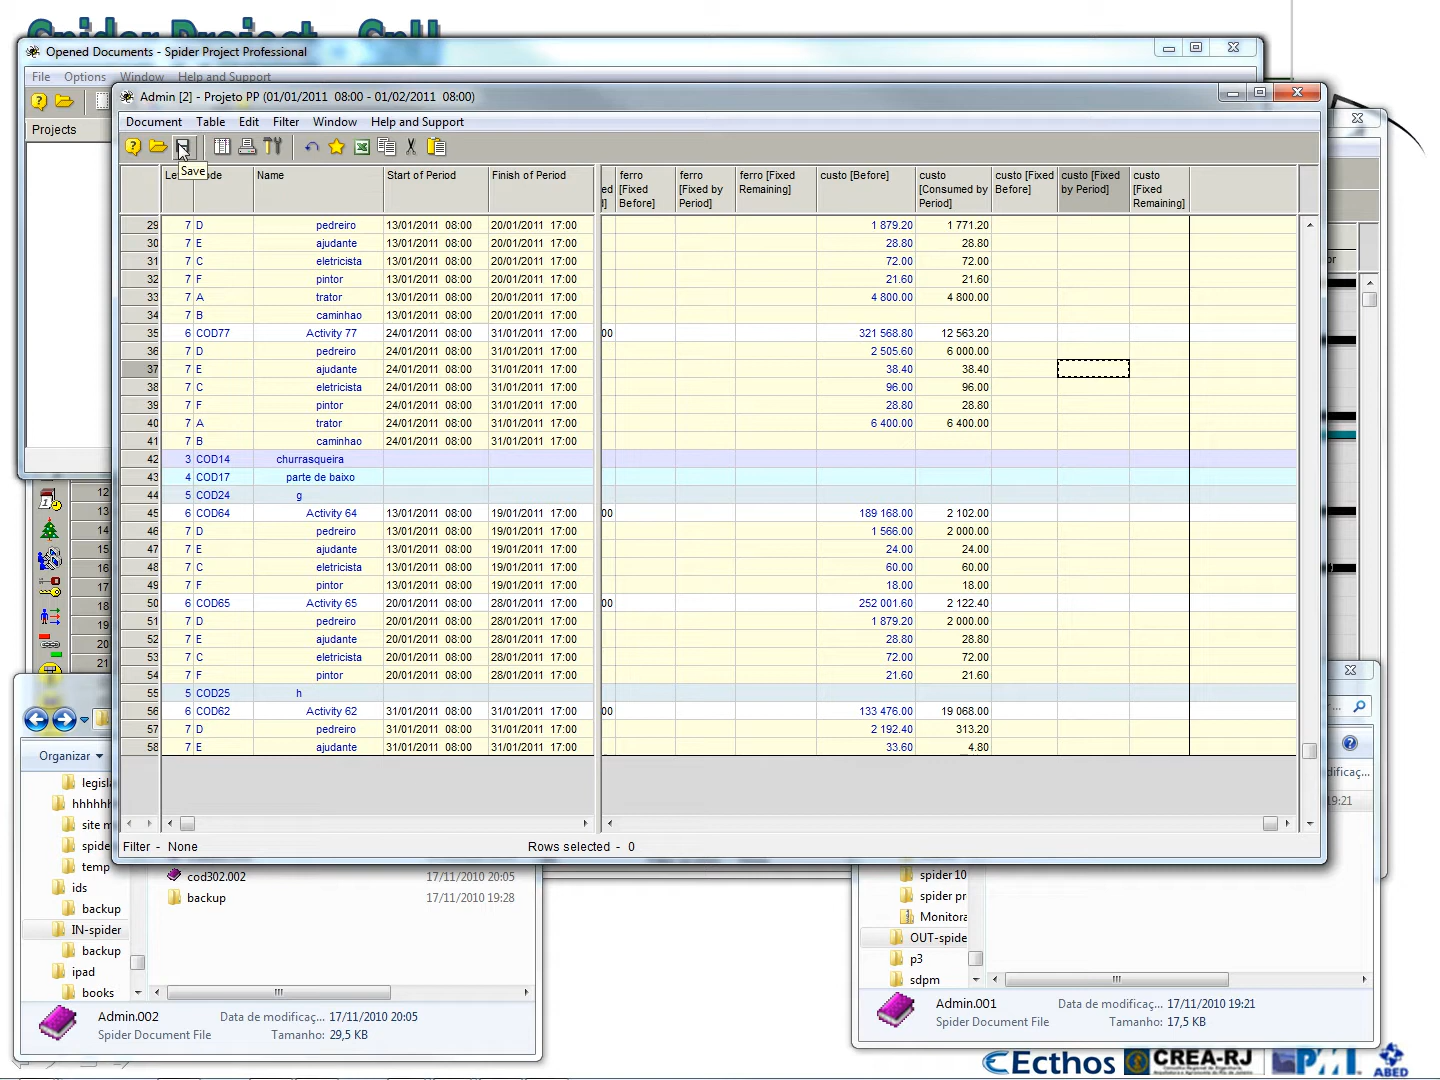 Spider Project - Cpu
Opened Documents - Spider Project Professional
File Options Window Help and Support
Projects
Admin [2] - Projeto PP (01/01/2011 08:00 - 01/02/2011 08:00)
Document Table Edit Filter Window Help and Support
Save
Name Start of Period Finish of Period ferro [Fixed Before] ferro [Fixed by Period] ferro [Fixed Remaining] custo [Before] custo [Consumed by Period] custo [Fixed Before] custo [Fixed by Period] custo [Fixed Remaining]
29 7 D pedreiro 13/01/2011 08:00 20/01/2011 17:00 1 879.20 1 771.20
30 7 E ajudante 13/01/2011 08:00 20/01/2011 17:00 28.80 28.80
31 7 C eletricista 13/01/2011 08:00 20/01/2011 17:00 72.00 72.00
32 7 F pintor 13/01/2011 08:00 20/01/2011 17:00 21.60 21.60
33 7 A trator 13/01/2011 08:00 20/01/2011 17:00 4 800.00 4 800.00
34 7 B caminhao 13/01/2011 08:00 20/01/2011 17:00
35 6 COD77 Activity 77 24/01/2011 08:00 31/01/2011 17:00 00 321 568.80 12 563.20
36 7 D pedreiro 24/01/2011 08:00 31/01/2011 17:00 2 505.60 6 000.00
37 7 E ajudante 24/01/2011 08:00 31/01/2011 17:00 38.40 38.40
38 7 C eletricista 24/01/2011 08:00 31/01/2011 17:00 96.00 96.00
39 7 F pintor 24/01/2011 08:00 31/01/2011 17:00 28.80 28.80
40 7 A trator 24/01/2011 08:00 31/01/2011 17:00 6 400.00 6 400.00
41 7 B caminhao 24/01/2011 08:00 31/01/2011 17:00
42 3 COD14 churrasqueira
43 4 COD17 parte de baixo
44 5 COD24 g
45 6 COD64 Activity 64 13/01/2011 08:00 19/01/2011 17:00 00 189 168.00 2 102.00
46 7 D pedreiro 13/01/2011 08:00 19/01/2011 17:00 1 566.00 2 000.00
47 7 E ajudante 13/01/2011 08:00 19/01/2011 17:00 24.00 24.00
48 7 C eletricista 13/01/2011 08:00 19/01/2011 17:00 60.00 60.00
49 7 F pintor 13/01/2011 08:00 19/01/2011 17:00 18.00 18.00
50 6 COD65 Activity 65 20/01/2011 08:00 28/01/2011 17:00 00 252 001.60 2 122.40
51 7 D pedreiro 20/01/2011 08:00 28/01/2011 17:00 1 879.20 2 000.00
52 7 E ajudante 20/01/2011 08:00 28/01/2011 17:00 28.80 28.80
53 7 C eletricista 20/01/2011 08:00 28/01/2011 17:00 72.00 72.00
54 7 F pintor 20/01/2011 08:00 28/01/2011 17:00 21.60 21.60
55 5 COD25 h
56 6 COD62 Activity 62 31/01/2011 08:00 31/01/2011 17:00 00 133 476.00 19 068.00
57 7 D pedreiro 31/01/2011 08:00 31/01/2011 17:00 2 192.40 313.20
58 7 E ajudante 31/01/2011 08:00 31/01/2011 17:00 33.60 4.80
Filter - None Rows selected - 0
12
13
14
15
16
17
18
19
20
21
Organizar
legisl
hhhhhh
site m
spide
temp
ids
backup
IN-spider
backup
ipad
books
cod302.002 17/11/2010 20:05
backup 17/11/2010 19:28
Admin.002 Data de modificaç... 17/11/2010 20:05
Spider Document File Tamanho: 29,5 KB
dificaç...
19:21
spider 10
spider pr
Monitora
OUT-spide
p3
sdpm
Admin.001 Data de modificaç... 17/11/2010 19:21
Spider Document File Tamanho: 17,5 KB
Ecthos CREA-RJ PMI ABED